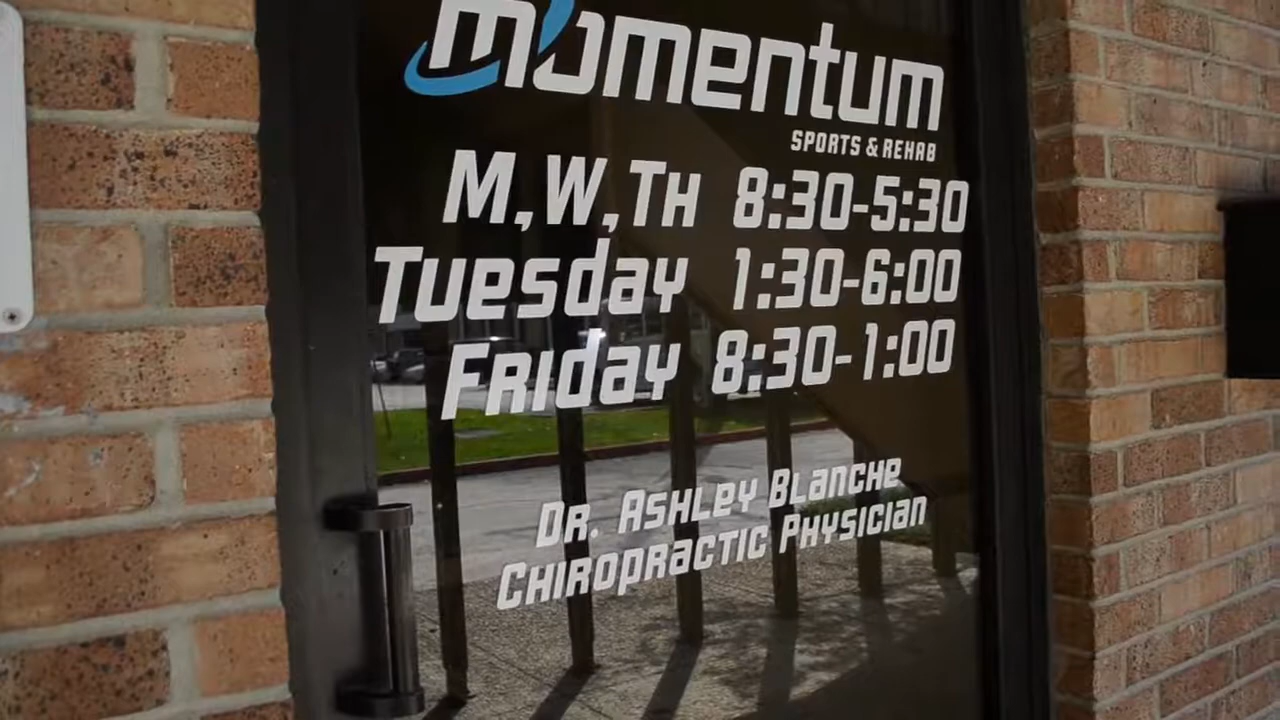 momentum
SPORTS & REHAB
M,W,TH 8:30-5:30
Tuesday 1:30-6:00
Friday 8:30-1:00
Dr. Ashley Blanche
Chiropractic Physician